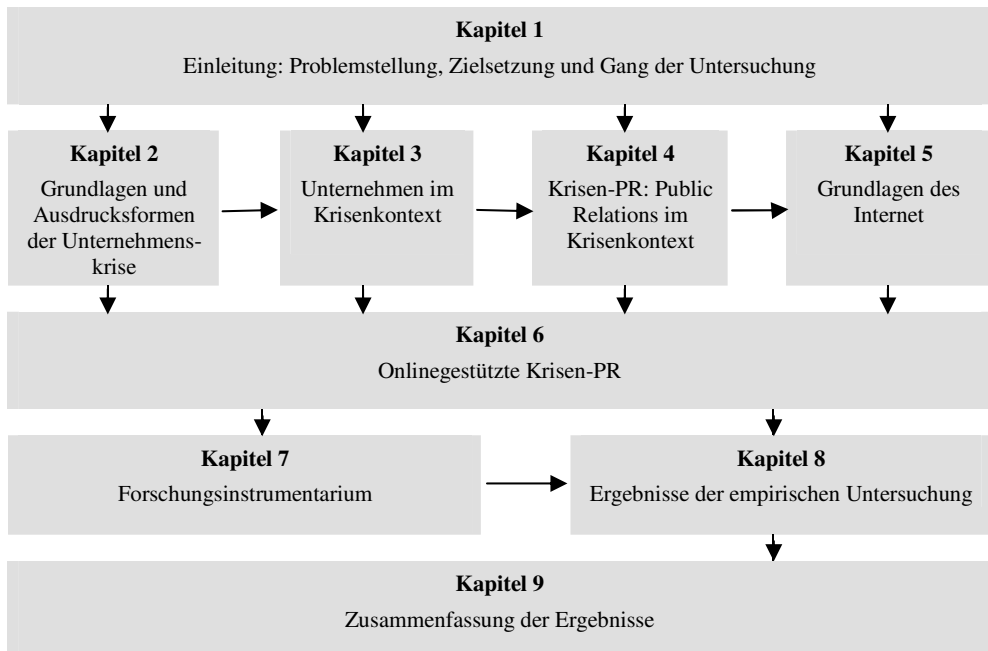 Kapitel 1
Einleitung: Problemstellung, Zielsetzung und Gang der Untersuchung
Kapitel 2
Grundlagen und
Ausdrucksformen
der Unternehmens-
krise
Kapitel 3
Unternehmen im
Krisenkontext
Kapitel 4
Krisen-PR: Public
Relations im
Krisenkontext
Kapitel 5
Grundlagen des
Internet
Kapitel 6
Onlinegestützte Krisen-PR
Kapitel 7
Forschungsinstrumentarium
Kapitel 8
Ergebnisse der empirischen Untersuchung
Kapitel 9
Zusammenfassung der Ergebnisse